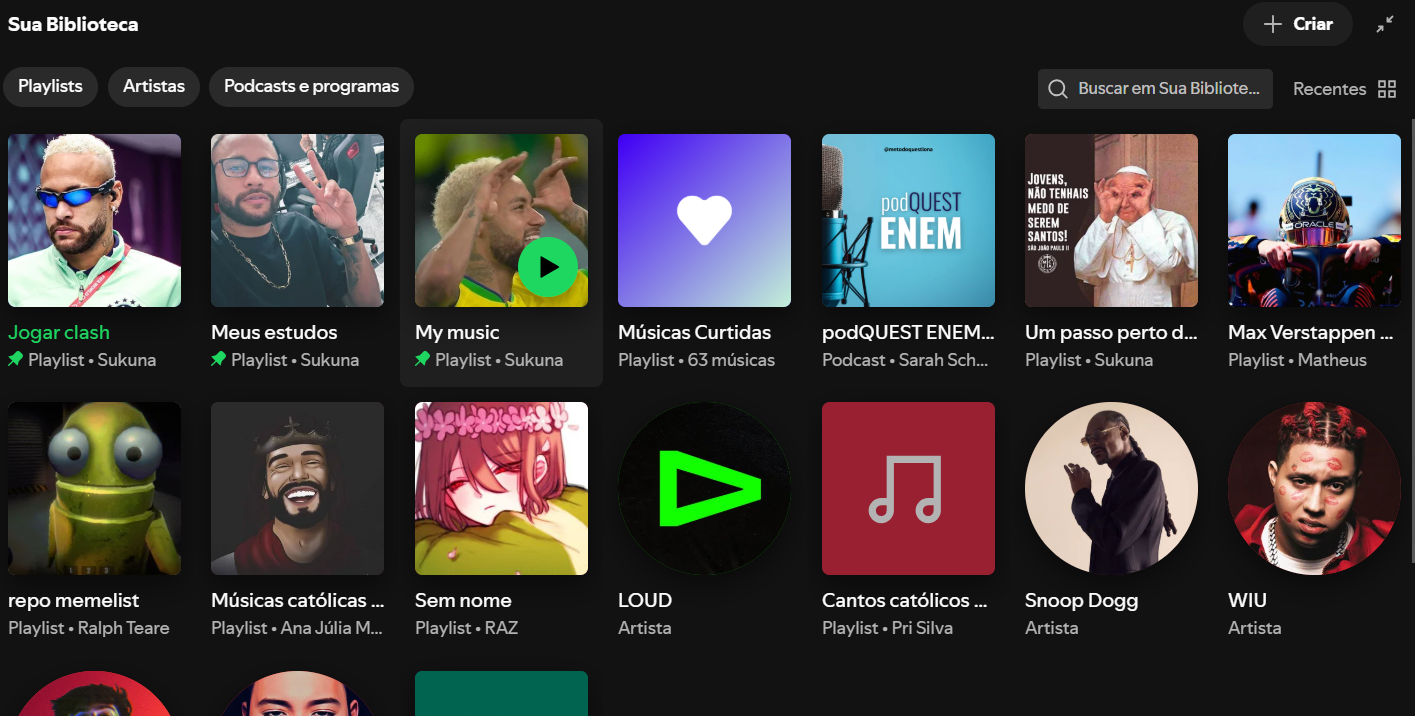 Sua Biblioteca
Criar
Playlists
Artistas
Podcasts e programas
Buscar em Sua Bibliote...
Recentes
@metodoquestiona
podQUEST
ENEM
JOVENS,
NÃO TENHAIS
MEDO DE
SEREM
SANTOS!
SÃO JOÃO PAULO II
ORACLE
Jogar clash
Playlist • Sukuna
Meus estudos
Playlist • Sukuna
My music
Playlist • Sukuna
Músicas Curtidas
Playlist • 63 músicas
podQUEST ENEM...
Podcast • Sarah Sch...
Um passo perto d...
Playlist • Sukuna
Max Verstappen ...
Playlist • Matheus
repo memelist
Playlist • Ralph Teare
Músicas católicas ...
Playlist • Ana Júlia M...
Sem nome
Playlist • RAZ
LOUD
Artista
Cantos católicos ...
Playlist • Pri Silva
Snoop Dogg
Artista
WIU
Artista